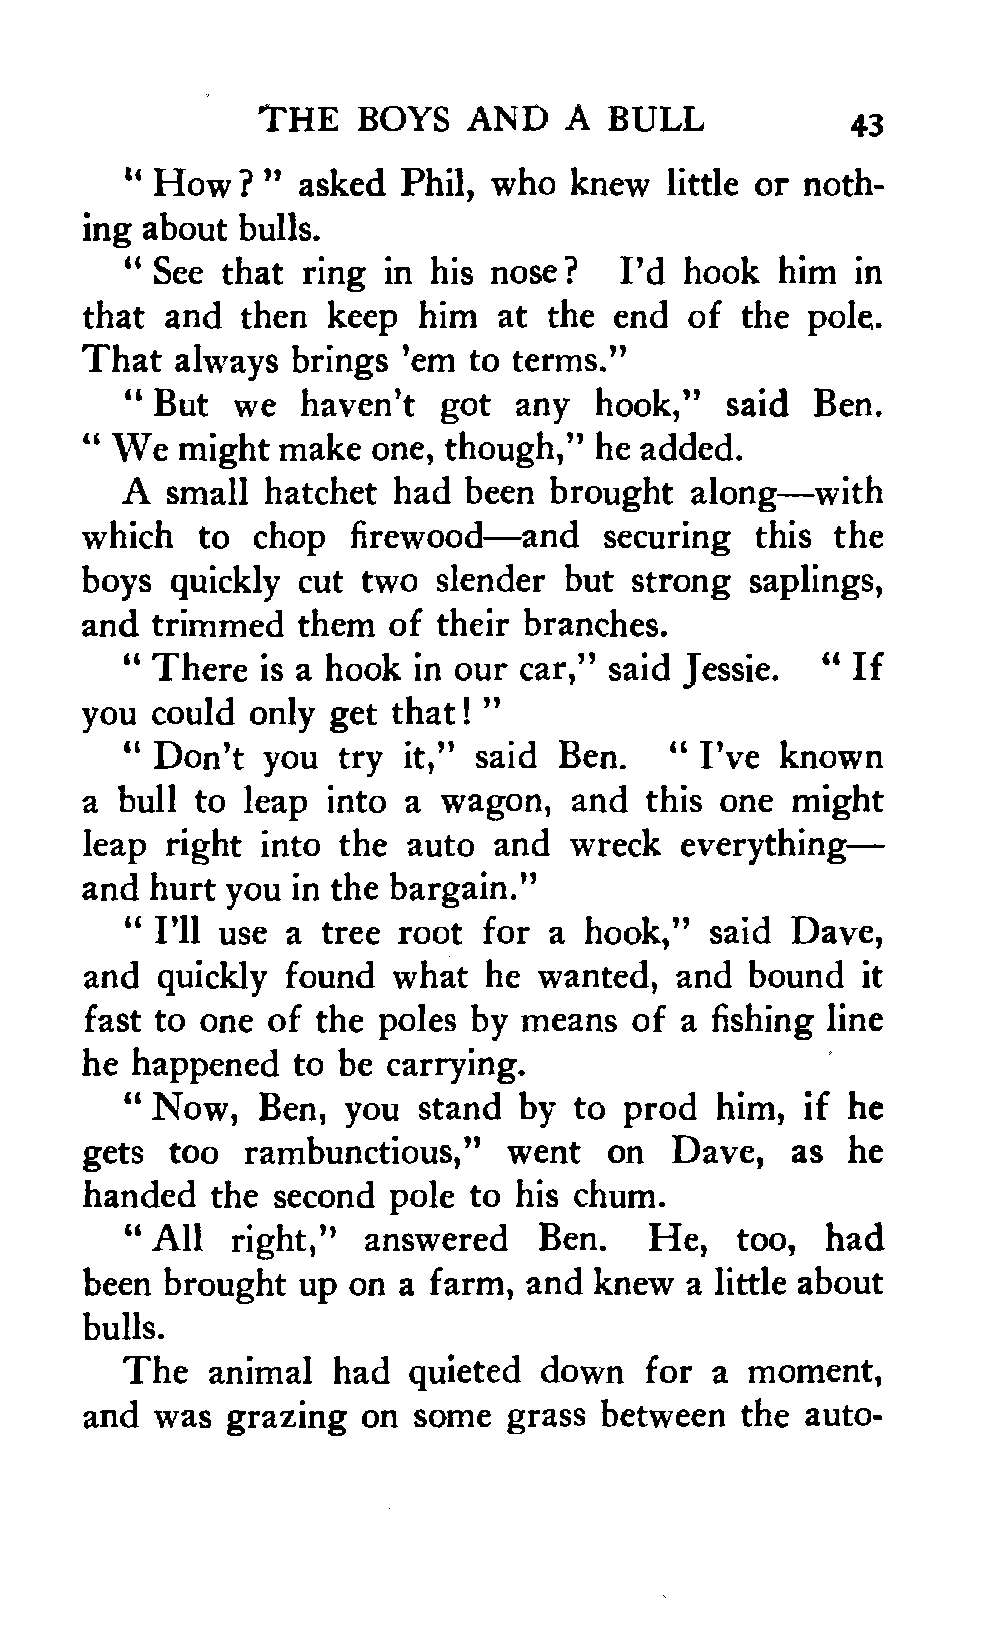 THE BOYS AND A BULL 43
" How? " asked Phil, who knew little or noth-
ing about bulls.
" See that ring in his nose? I'd hook him in
that and then keep him at the end of the pole.
That always brings 'em to terms."
" But we haven't got any hook," said Ben.
" We might make one, though," he added.
A small hatchet had been brought along—with
which to chop firewood—and securing this the
boys quickly cut two slender but strong saplings,
and trimmed them of their branches.
" There is a hook in our car," said Jessie. " If
you could only get that! "
" Don't you try it," said Ben. " I've known
a bull to leap into a wagon, and this one might
leap right into the auto and wreck everything—
and hurt you in the bargain."
" I'll use a tree root for a hook," said Dave,
and quickly found what he wanted, and bound it
fast to one of the poles by means of a fishing line
he happened to be carrying.
" Now, Ben, you stand by to prod him, if he
gets too rambunctious," went on Dave, as he
handed the second pole to his chum.
" All right," answered Ben. He, too, had
been brought up on a farm, and knew a little about
bulls.
The animal had quieted down for a moment,
and was grazing on some grass between the auto-